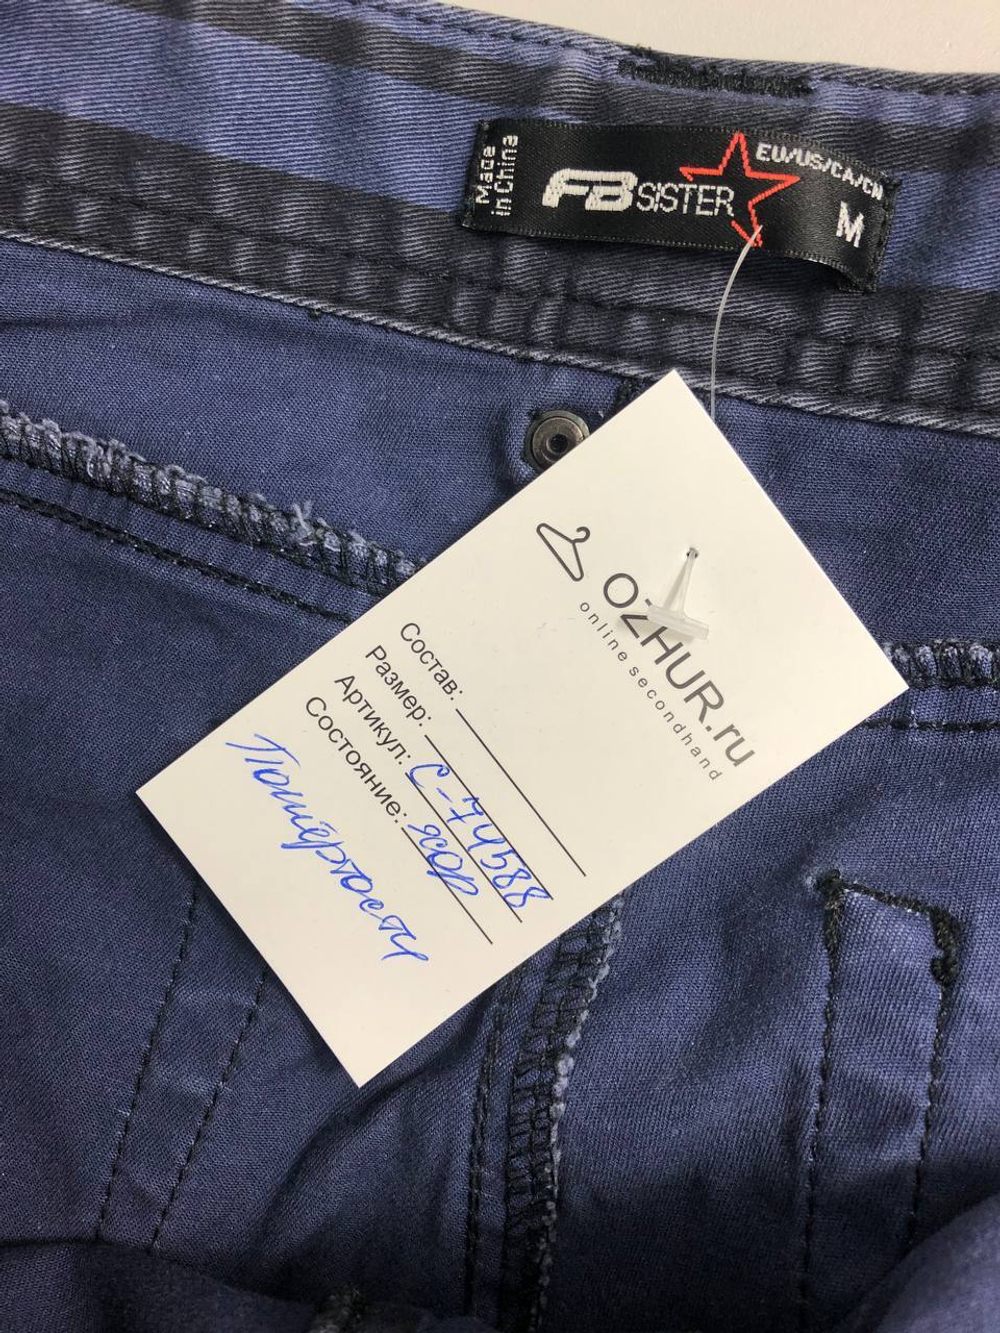 Made
in China
FB SISTER
EU/US/CA/CN
M
OZHUR.ru
online secondhand
Состав:
Размер:
Артикул: С-74588
Состояние: хор
Потёртости